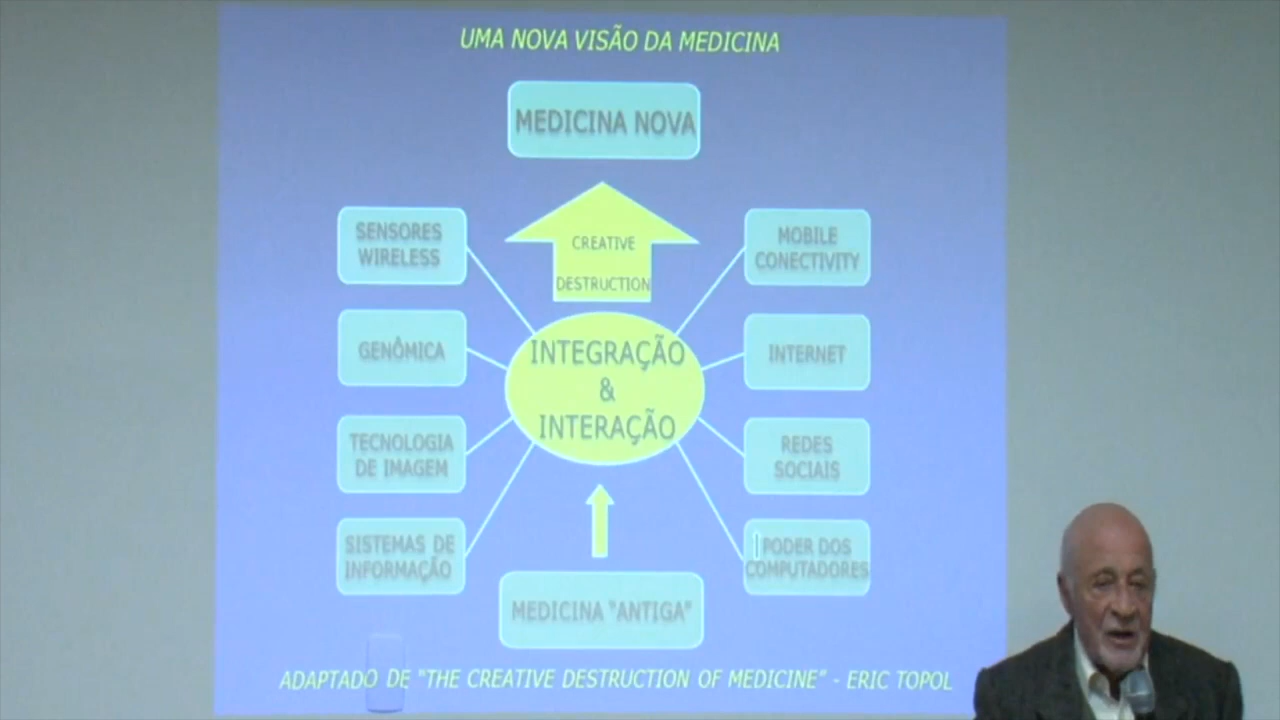 UMA NOVA VISÃO DA MEDICINA
MEDICINA NOVA
CREATIVE
DESTRUCTION
SENSORES
WIRELESS
GENÔMICA
TECNOLOGIA
DE IMAGEM
SISTEMAS DE
INFORMAÇÃO
INTEGRAÇÃO
&
INTERAÇÃO
MOBILE
CONECTIVITY
INTERNET
REDES
SOCIAIS
PODER DOS
COMPUTADORES
MEDICINA "ANTIGA"
ADAPTADO DE "THE CREATIVE DESTRUCTION OF MEDICINE" - ERIC TOPOL